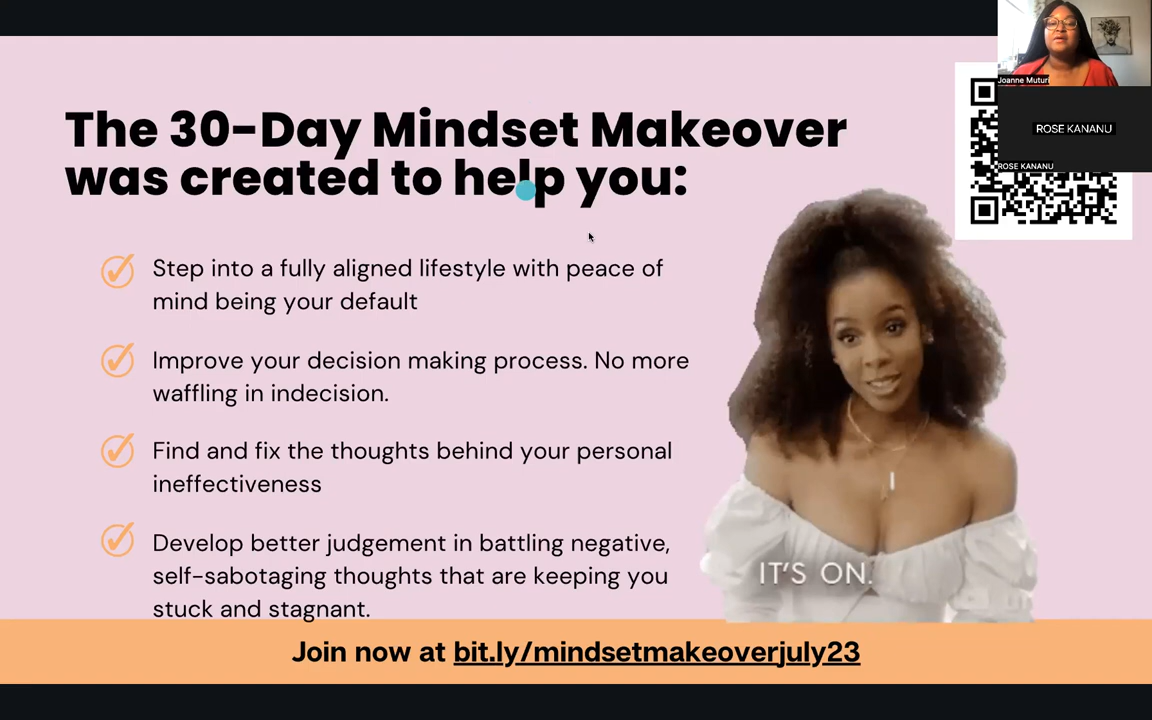 The 30-Day Mindset Makeover
was created to help you:
Step into a fully aligned lifestyle with peace of
mind being your default
Improve your decision making process. No more
waffling in indecision.
Find and fix the thoughts behind your personal
ineffectiveness
Develop better judgement in battling negative,
self-sabotaging thoughts that are keeping you
stuck and stagnant.
IT'S ON.
Join now at bit.ly/mindsetmakeoverjuly23
Joanne Muturi
ROSE KANANU
ROSE KANANU